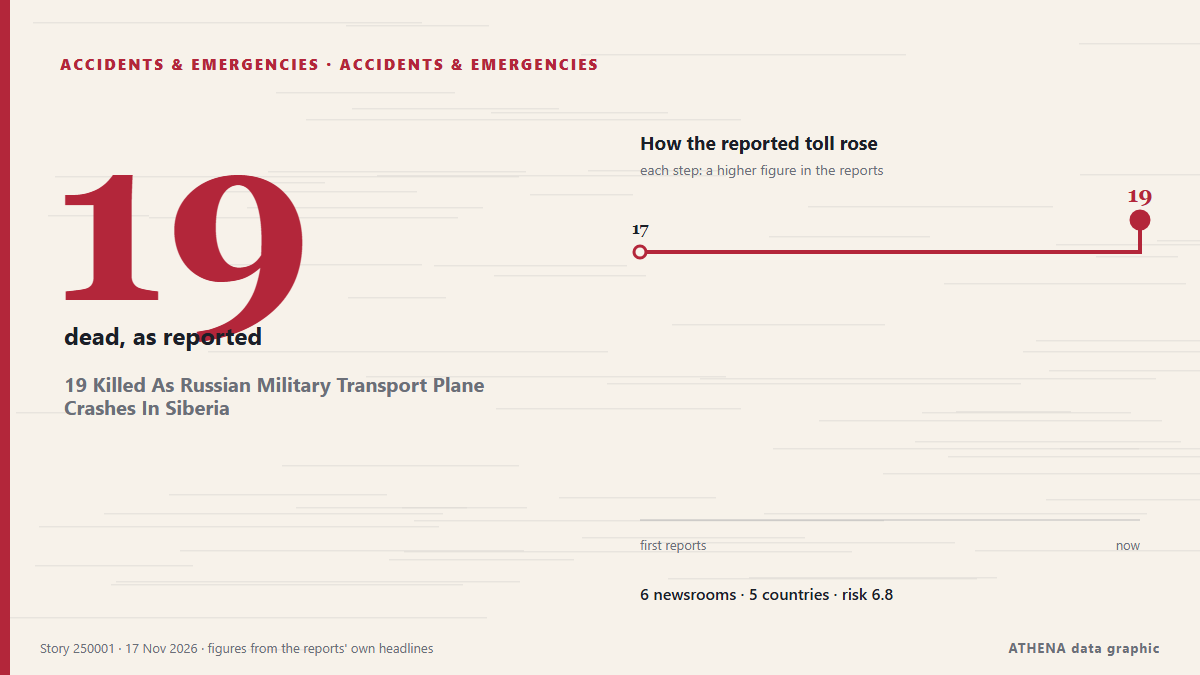 ACCIDENTS & EMERGENCIES · ACCIDENTS & EMERGENCIES
19
dead, as reported
19 Killed As Russian Military Transport Plane
Crashes In Siberia
How the reported toll rose
each step: a higher figure in the reports
17
19
first reports
now
6 newsrooms · 5 countries · risk 6.8
Story 250001 · 17 Nov 2026 · figures from the reports' own headlines
ATHENA data graphic